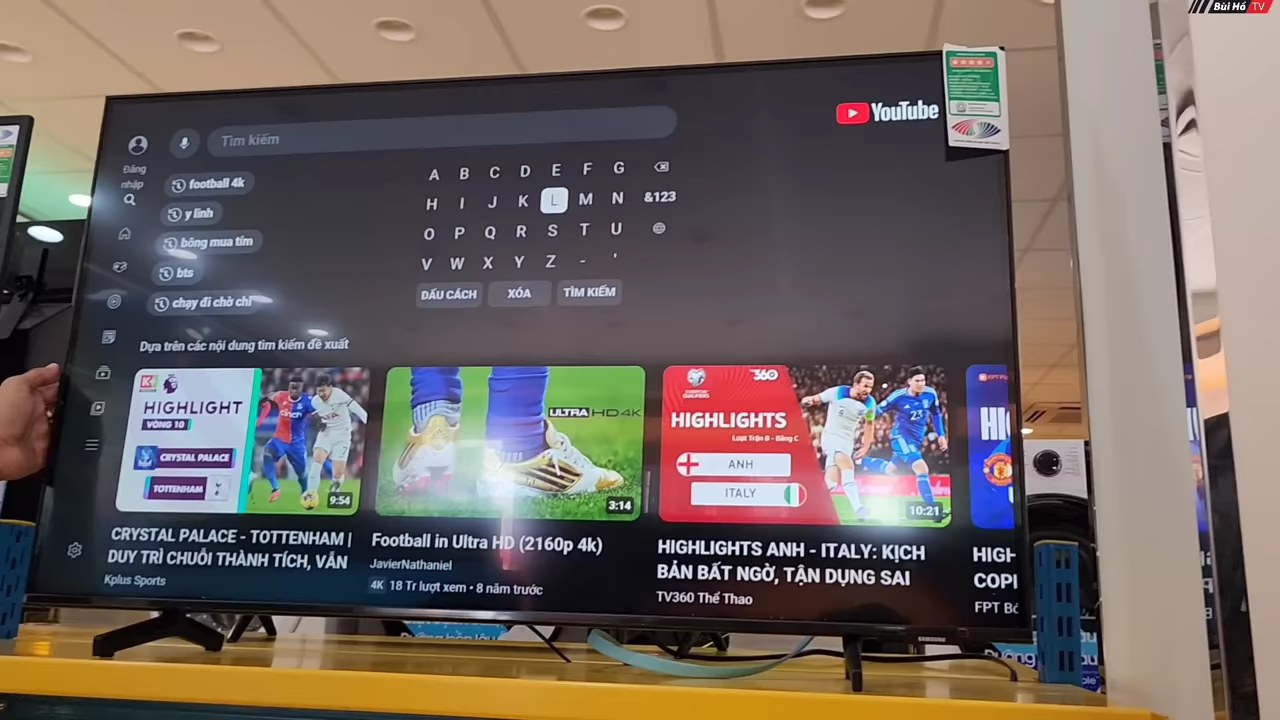 Bùi Hồ TV
YouTube
Tìm kiếm
Đăng
nhập
football 4k
y linh
bông mua tím
bts
chạy đi chờ chi
A B C D E F G
H I J K L M N &123
O P Q R S T U
V W X Y Z - '
DẤU CÁCH XÓA TÌM KIẾM
Dựa trên các nội dung tìm kiếm đề xuất
HIGHLIGHT
VÒNG 10
CRYSTAL PALACE
TOTTENHAM
9:54
CRYSTAL PALACE - TOTTENHAM |
DUY TRÌ CHUỖI THÀNH TÍCH, VẪN
Kplus Sports
ULTRA HD4K
3:14
Football in Ultra HD (2160p 4k)
JavierNathaniel
4K 18 Tr lượt xem • 8 năm trước
360
HIGHLIGHTS
Lượt Trận 8 - Bảng C
ANH
ITALY
10:21
HIGHLIGHTS ANH - ITALY: KỊCH
BẢN BẤT NGỜ, TẬN DỤNG SAI
TV360 Thể Thao
HIGH
COPI
FPT Bó
SAMSUNG